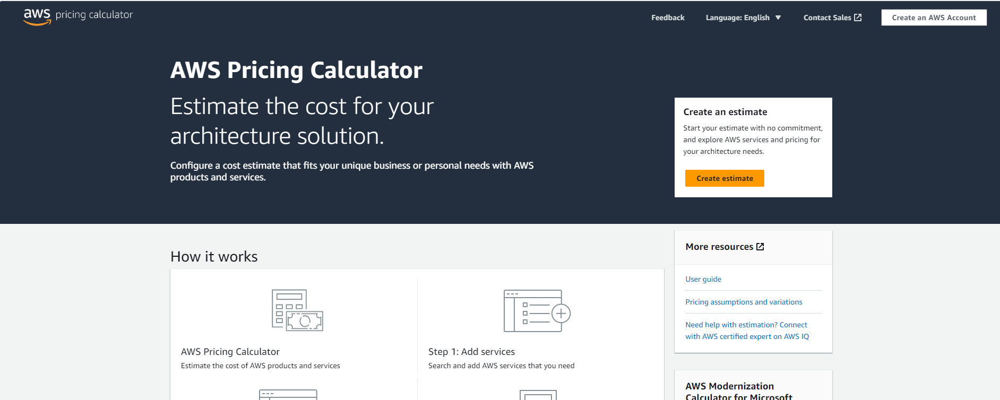 aws pricing calculator
Feedback
Language: English
Contact Sales
Create an AWS Account
AWS Pricing Calculator
Estimate the cost for your
architecture solution.
Configure a cost estimate that fits your unique business or personal needs with AWS
products and services.
Create an estimate
Start your estimate with no commitment,
and explore AWS services and pricing for
your architecture needs.
Create estimate
How it works
AWS Pricing Calculator
Estimate the cost of AWS products and services
Step 1: Add services
Search and add AWS services that you need
More resources
User guide
Pricing assumptions and variations
Need help with estimation? Connect
with AWS certified expert on AWS IQ
AWS Modernization
Calculator for Microsoft